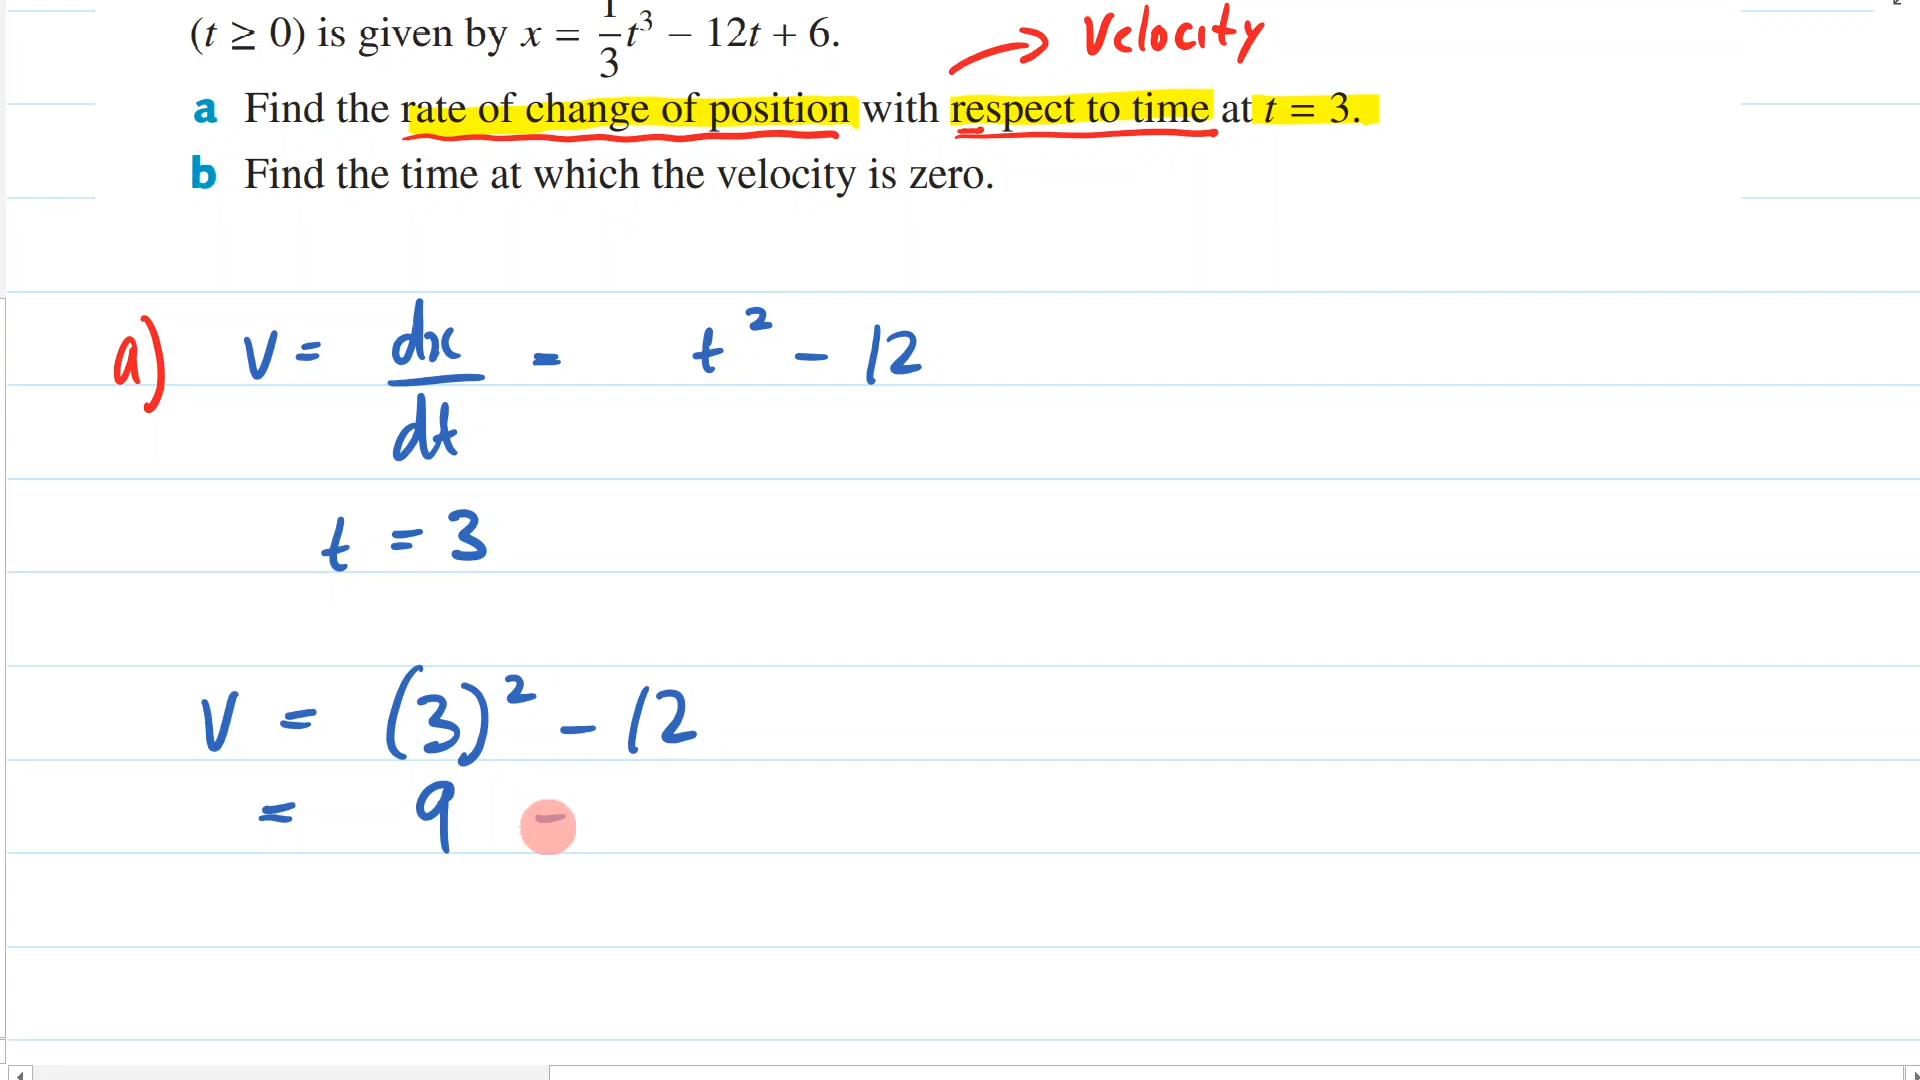 Velocity
(t ≥ 0) is given by x = 1/3 t³ − 12t + 6.
a Find the rate of change of position with respect to time at t = 3.
b Find the time at which the velocity is zero.
a) V = dx/dt = t² − 12
t = 3
V = (3)² − 12
= 9 −